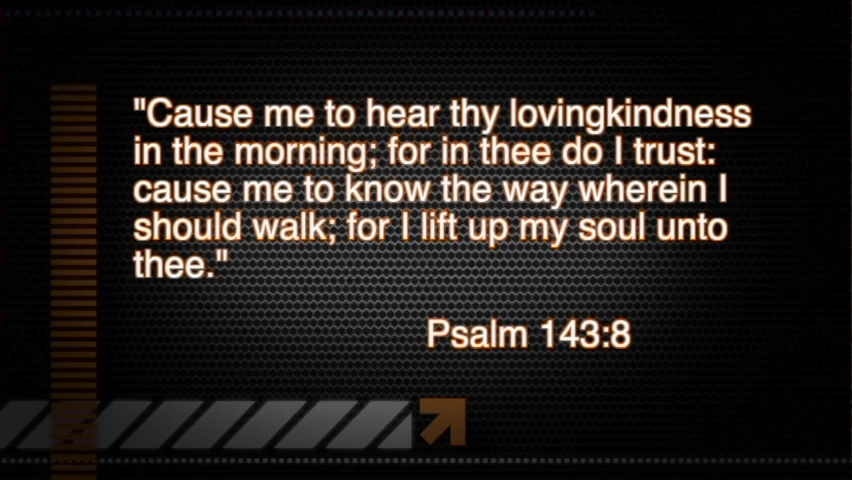 "Cause me to hear thy lovingkindness
in the morning; for in thee do I trust:
cause me to know the way wherein I
should walk; for I lift up my soul unto
thee."
Psalm 143:8